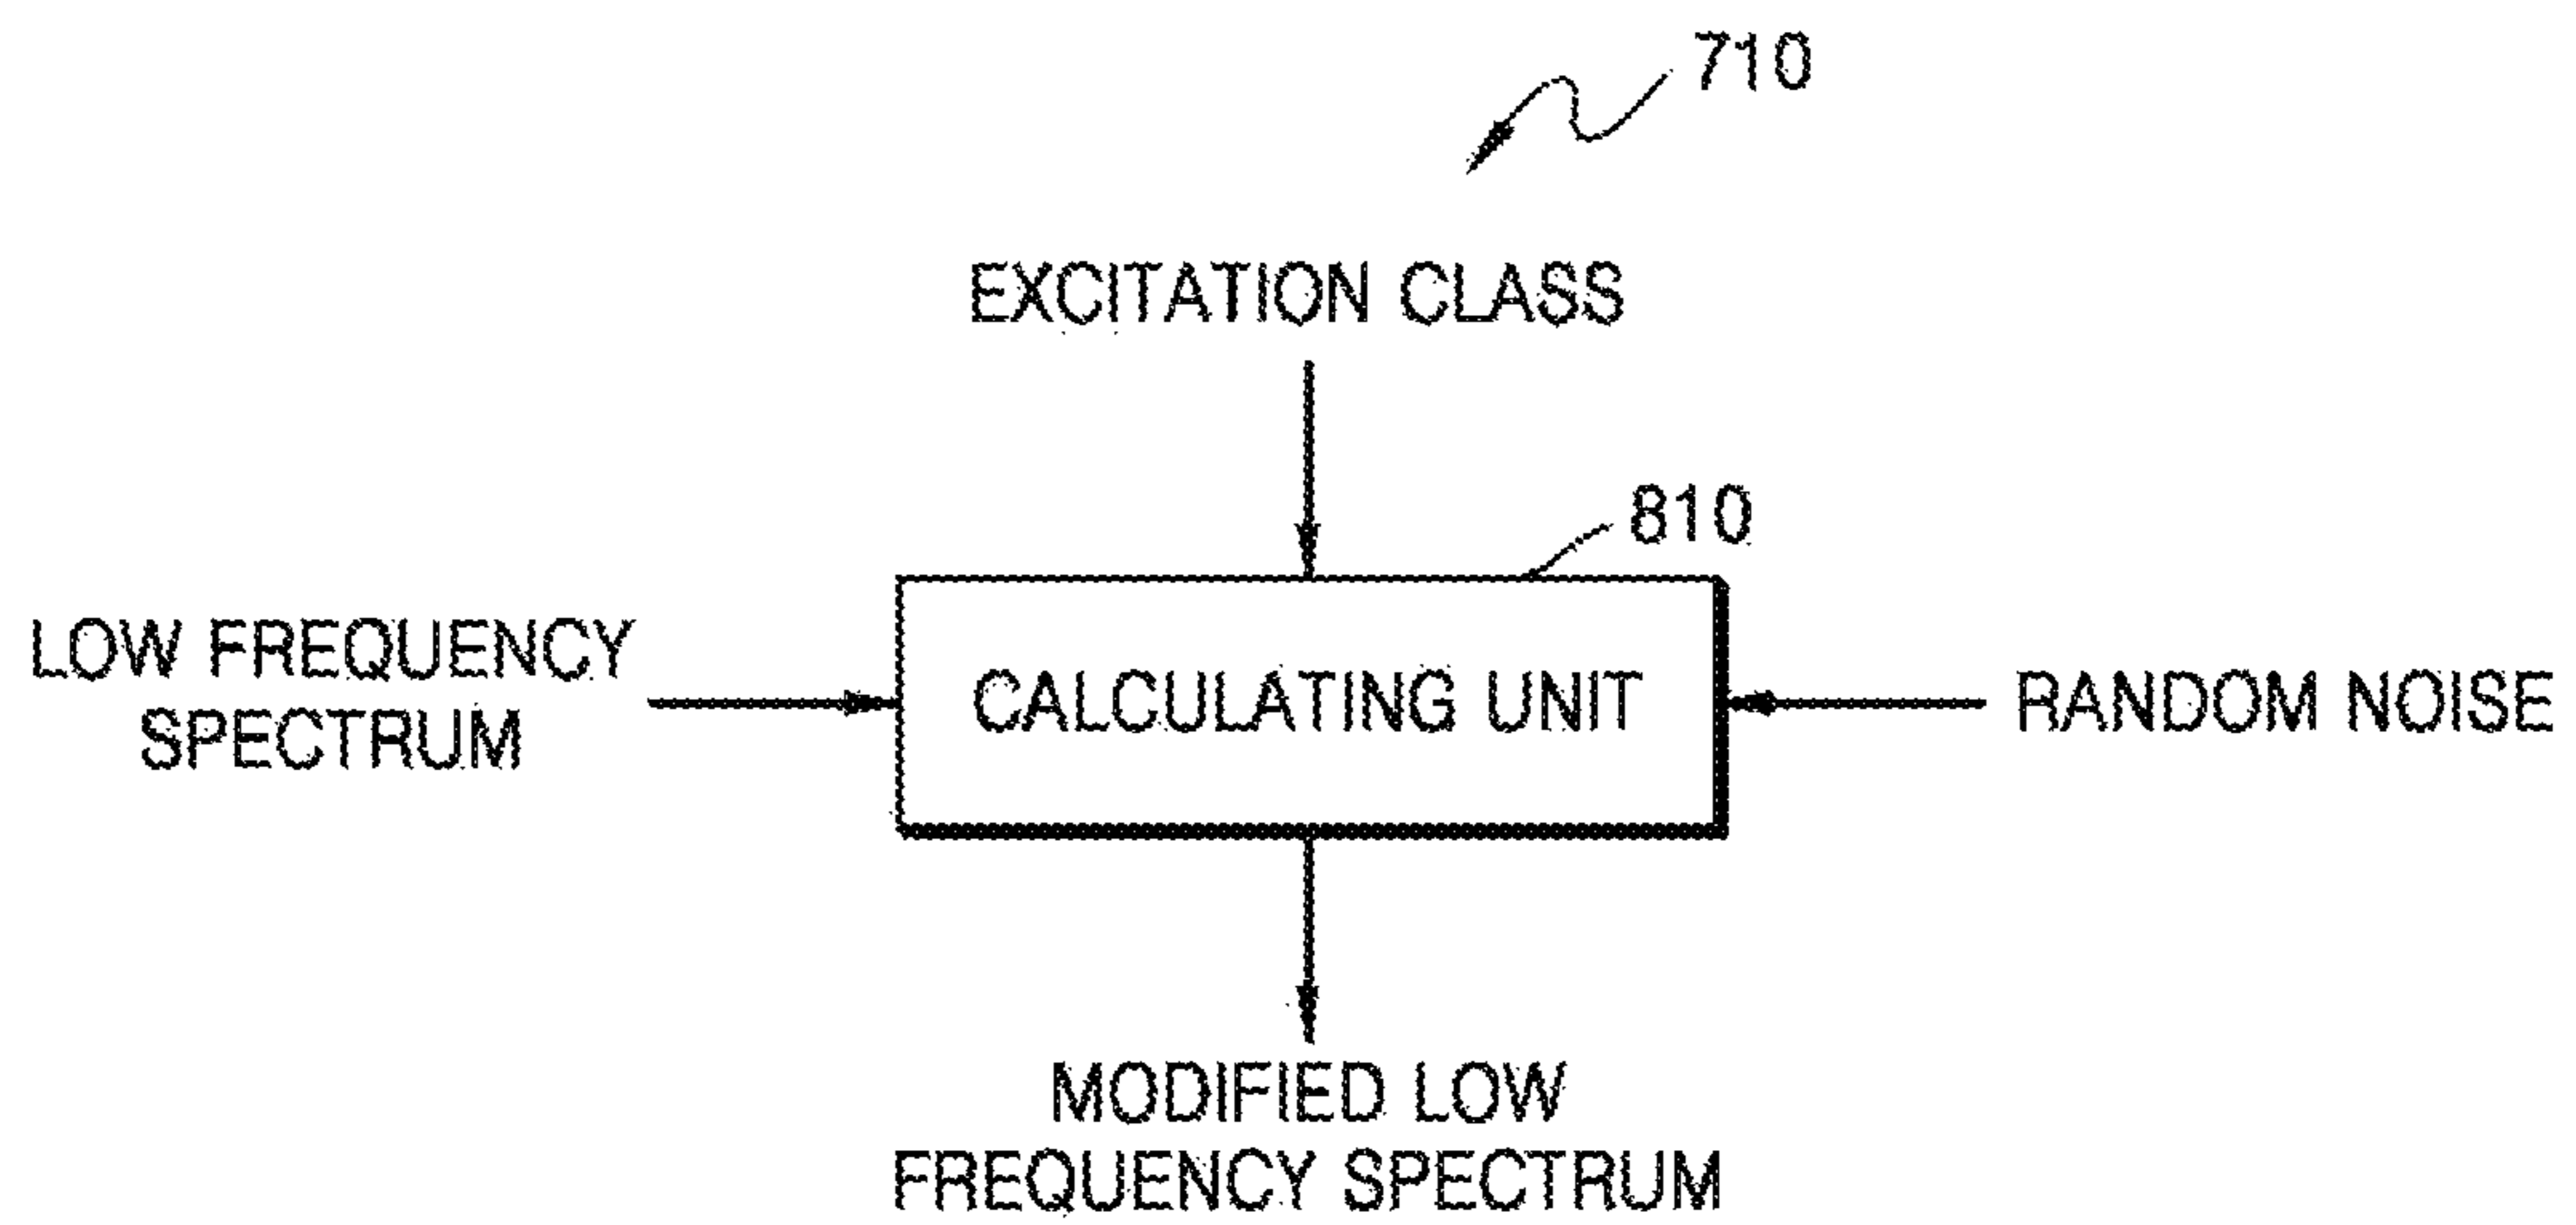 710
EXCITATION CLASS
810
LOW FREQUENCY
SPECTRUM
CALCULATING UNIT
RANDOM NOISE
MODIFIED LOW
FREQUENCY SPECTRUM